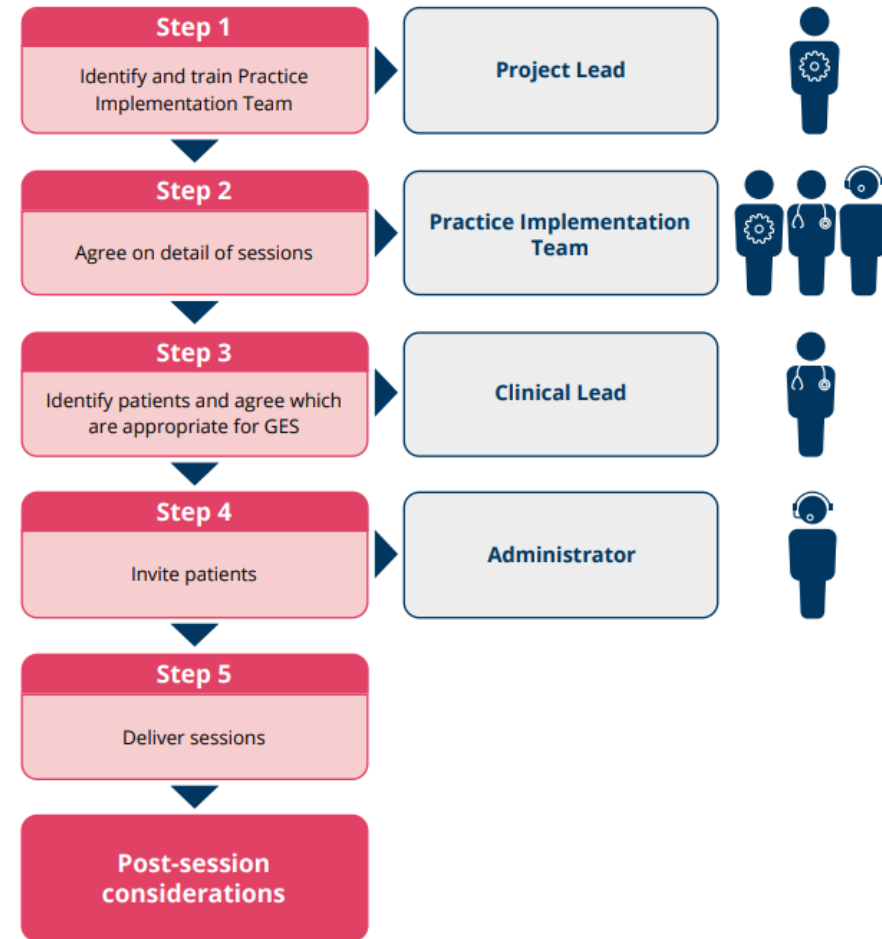 Step 1
Identify and train Practice
Implementation Team
Project Lead
Step 2
Agree on detail of sessions
Practice Implementation
Team
Step 3
Identify patients and agree which
are appropriate for GES
Clinical Lead
Step 4
Invite patients
Administrator
Step 5
Deliver sessions
Post-session
considerations